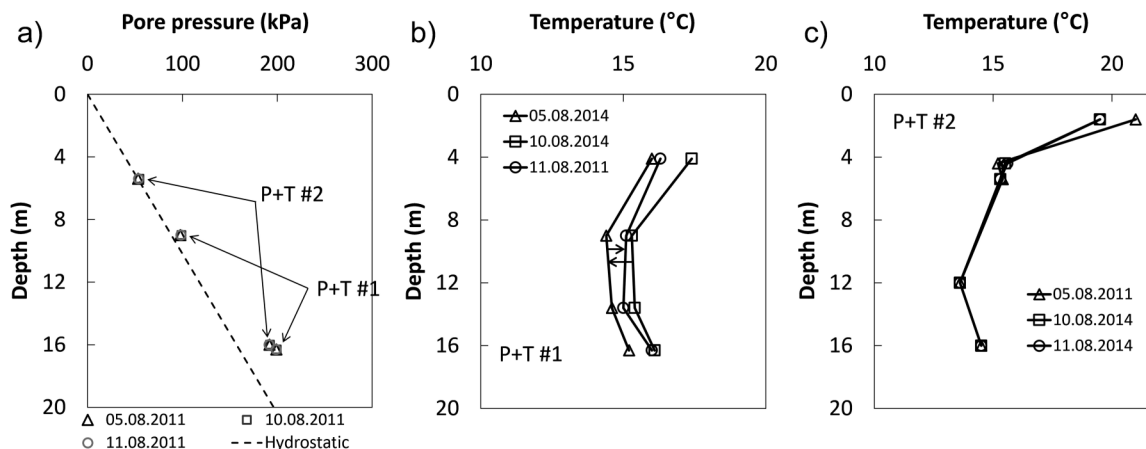 a)
Pore pressure (kPa)
0 100 200 300
Depth (m)
0
4
8
12
16
20
P+T #2
P+T #1
05.08.2011
10.08.2011
11.08.2011
Hydrostatic
b)
Temperature (°C)
10 15 20
Depth (m)
0
4
8
12
16
20
05.08.2014
10.08.2014
11.08.2011
P+T #1
c)
Temperature (°C)
10 15 20
Depth (m)
0
4
8
12
16
20
P+T #2
05.08.2011
10.08.2014
11.08.2014